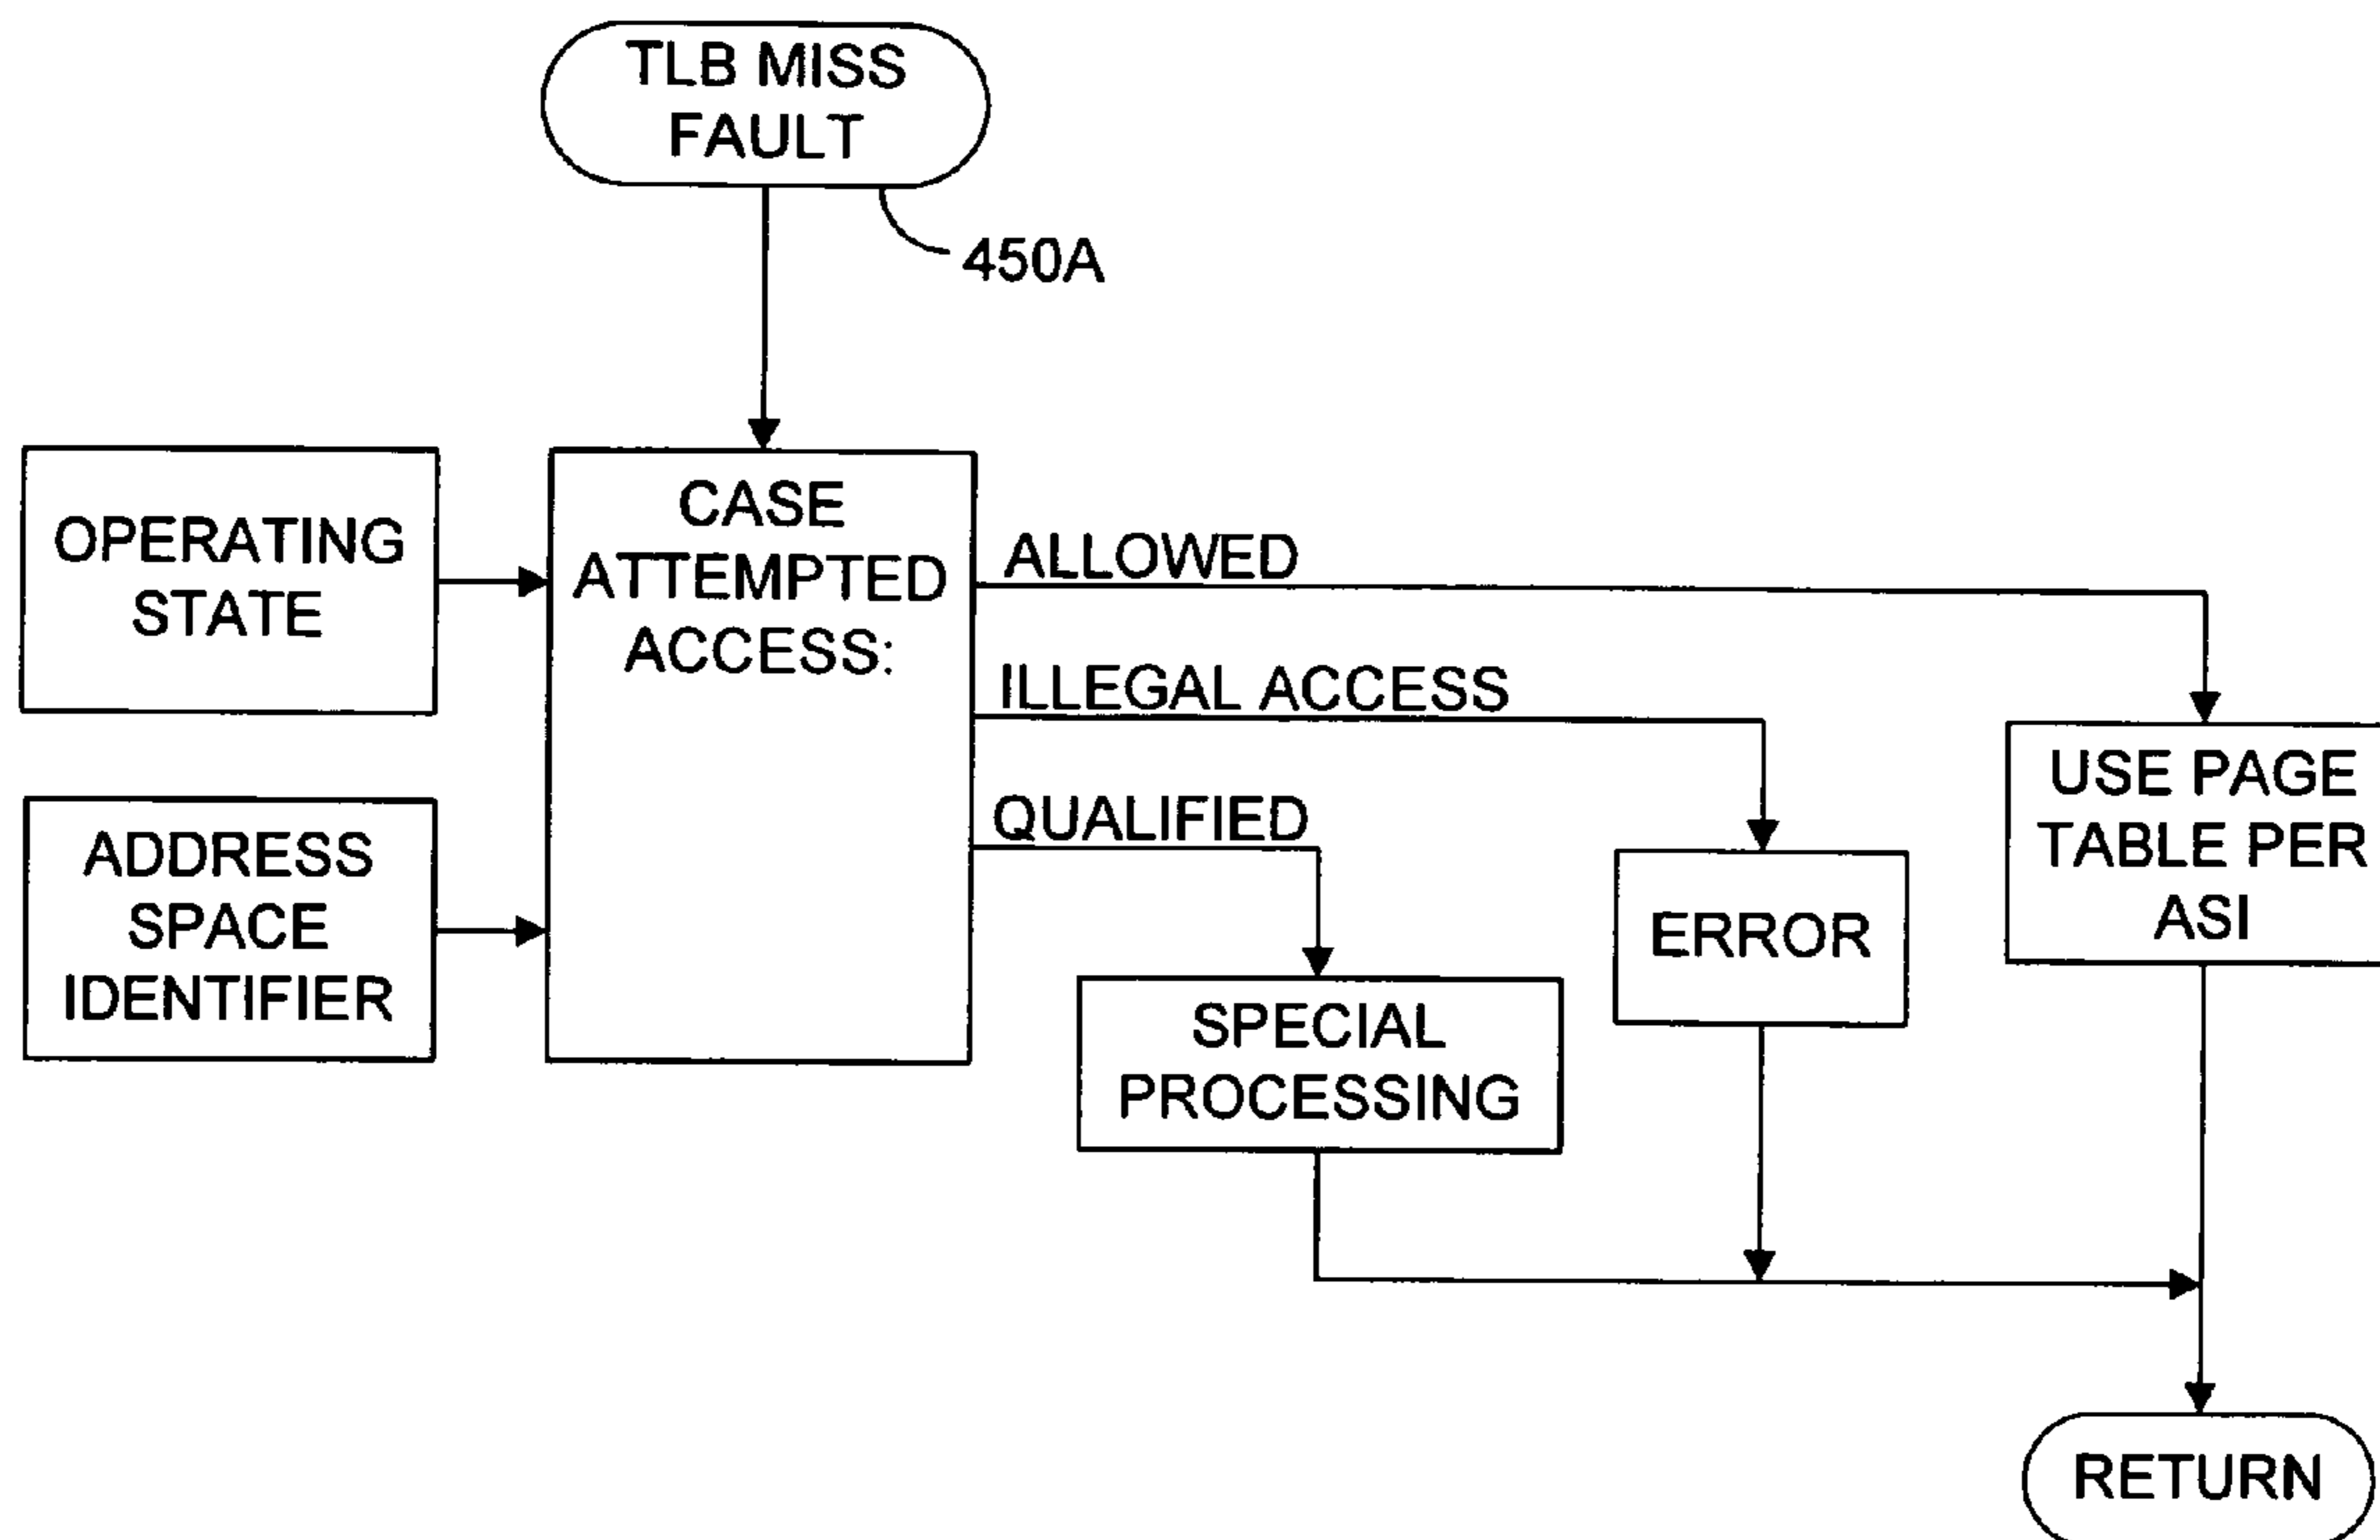 TLB MISS
FAULT
450A
OPERATING
STATE
ADDRESS
SPACE
IDENTIFIER
CASE
ATTEMPTED
ACCESS:
ALLOWED
ILLEGAL ACCESS
QUALIFIED
SPECIAL
PROCESSING
ERROR
USE PAGE
TABLE PER
ASI
RETURN